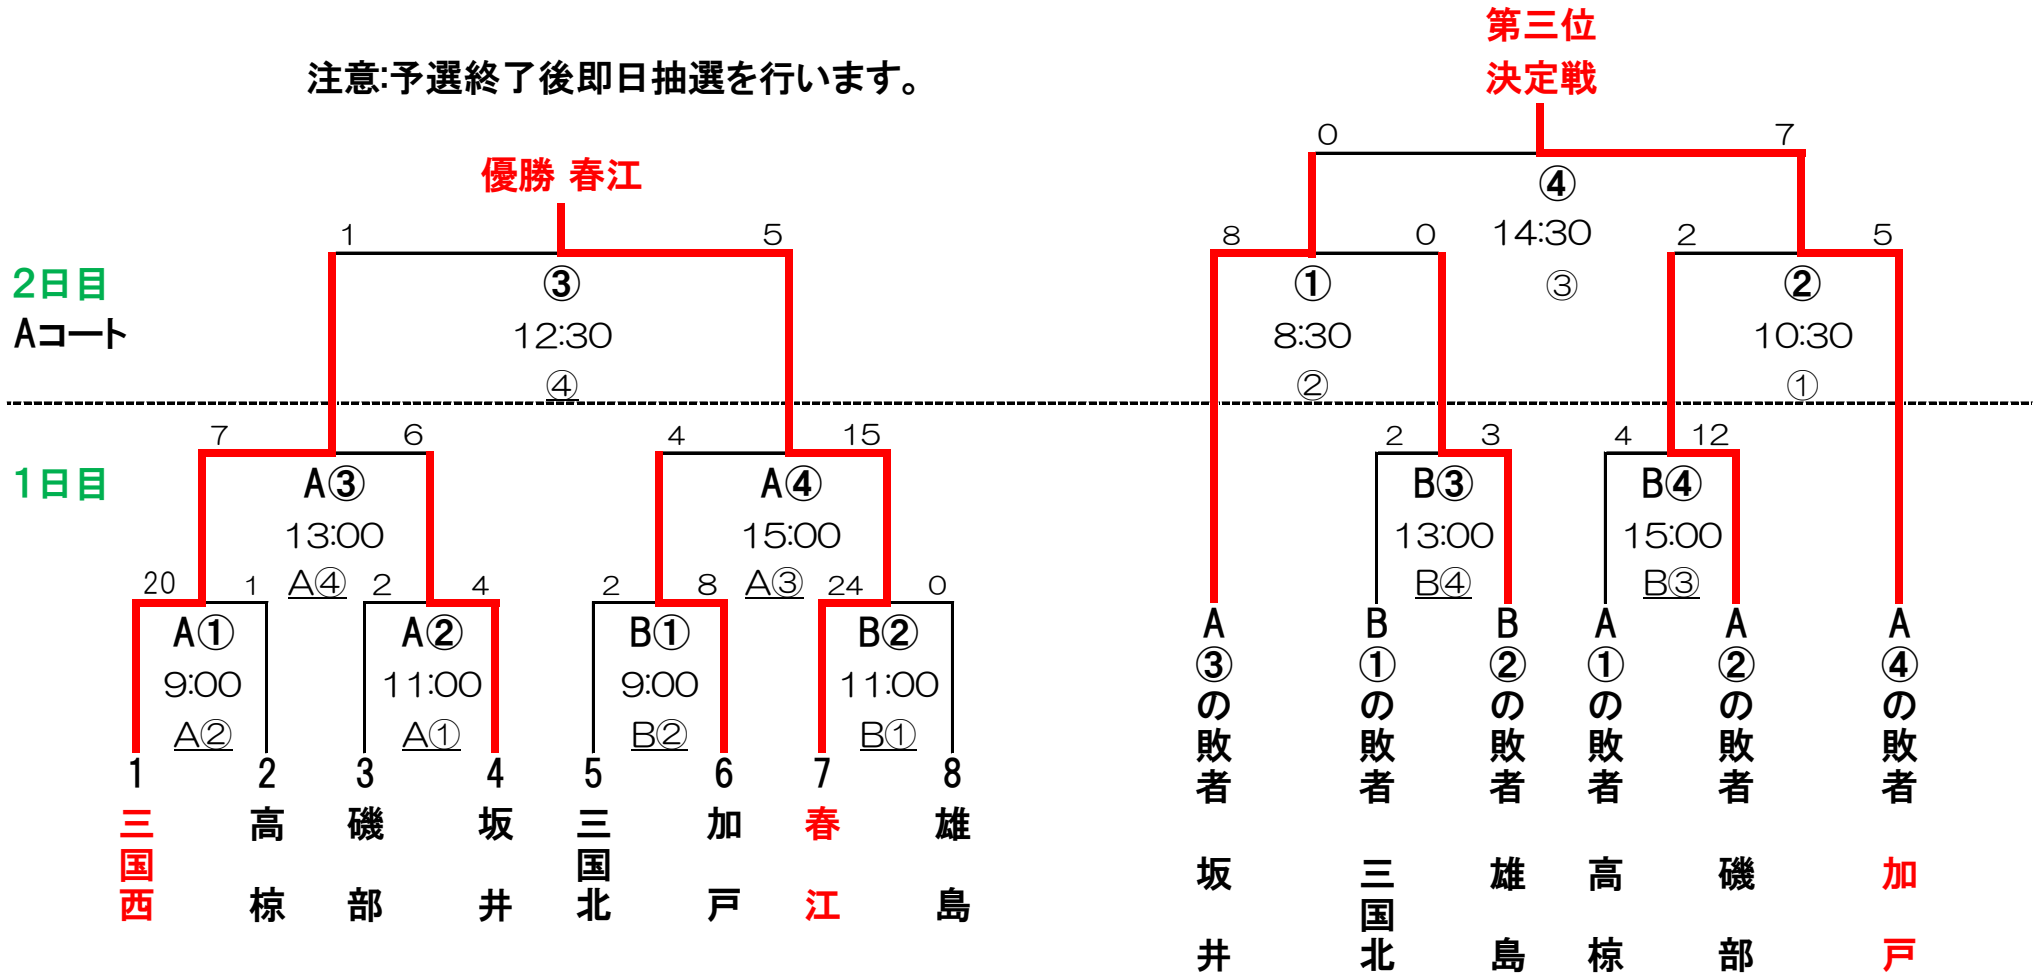 第三位
決定戦
注意:予選終了後即日抽選を行います。
0 7
優勝 春江
④
14:30
③
1 5
8 0 2 5
2日目
Aコート
③
12:30
④
①
8:30
②
②
10:30
①
1日目
7 6 4 15
2 3 4 12
A③
13:00
A④
A④
15:00
A③
B③
13:00
B④
B④
15:00
B③
20 1 2 4 2 8 24 0
A①
9:00
A②
A②
11:00
A①
B①
9:00
B②
B②
11:00
B①
1 2 3 4 5 6 7 8
三国西
高椋
磯部
坂井
三国北
加戸
春江
雄島
A③の敗者
B①の敗者
B②の敗者
A①の敗者
A②の敗者
A④の敗者
坂井
三国北
雄島
高椋
磯部
加戸